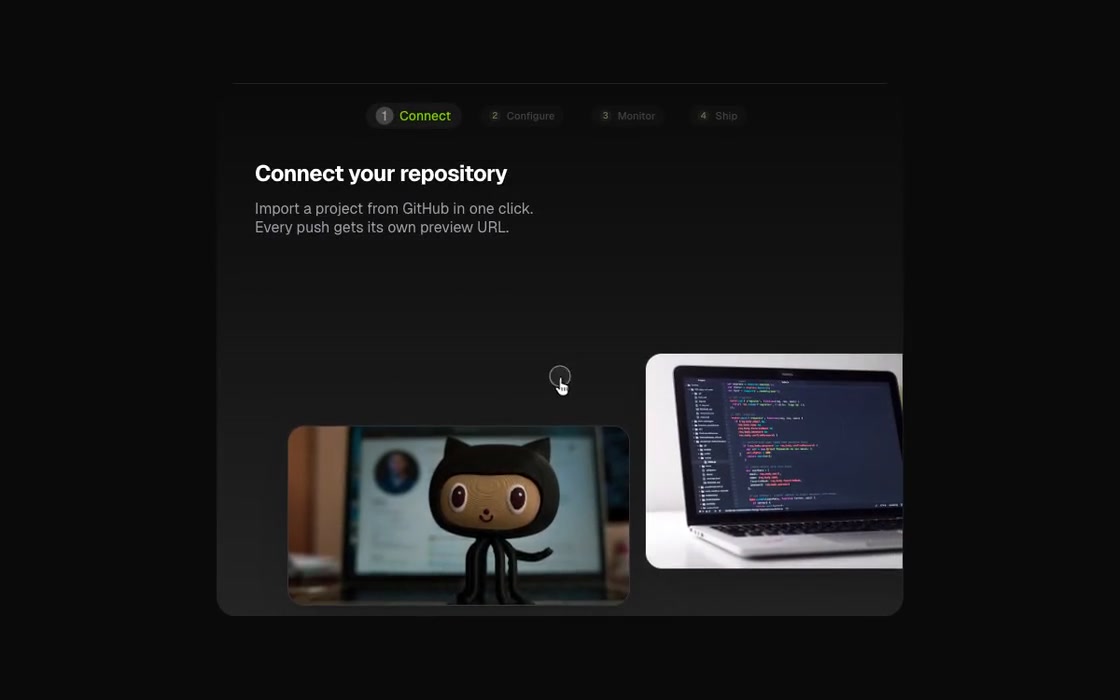 1 Connect
2 Configure
3 Monitor
4 Ship
Connect your repository
Import a project from GitHub in one click.
Every push gets its own preview URL.